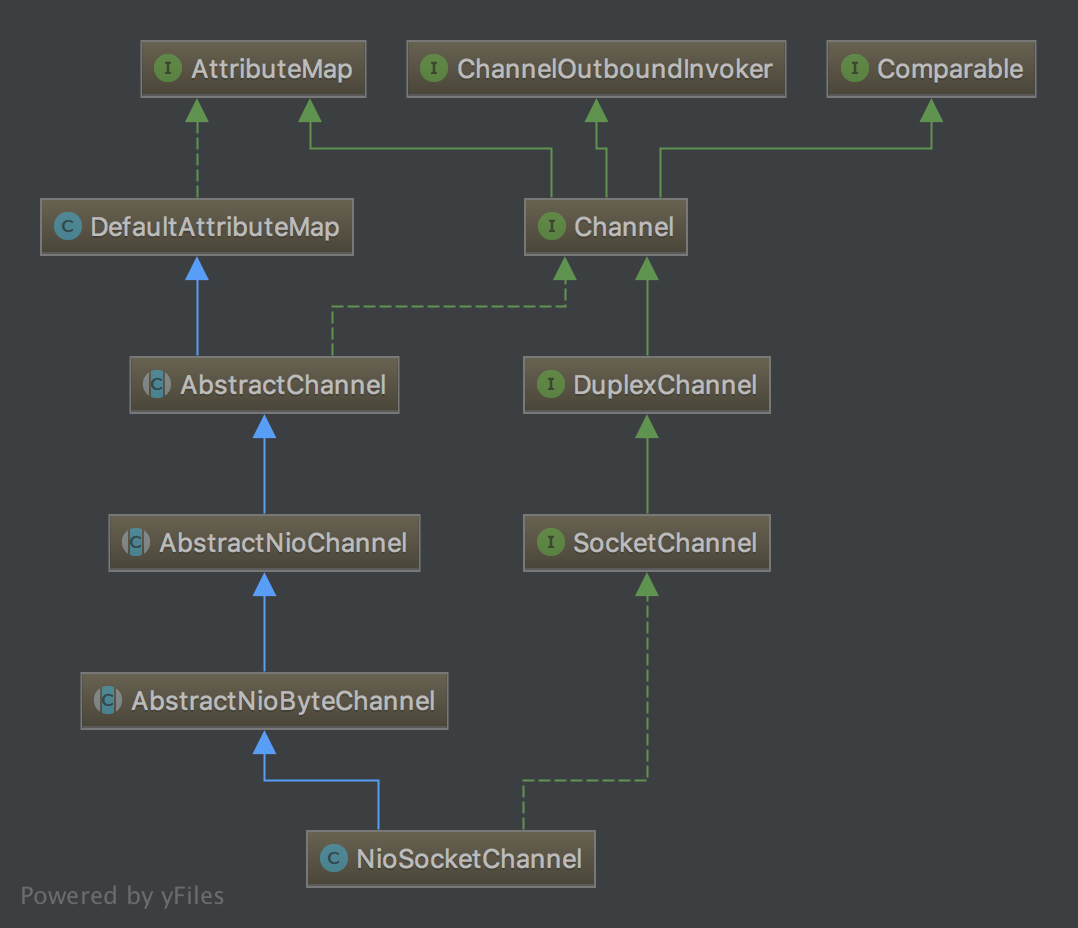 I AttributeMap
I ChannelOutboundInvoker
I Comparable
C DefaultAttributeMap
I Channel
C AbstractChannel
I DuplexChannel
C AbstractNioChannel
I SocketChannel
C AbstractNioByteChannel
C NioSocketChannel
Powered by yFiles